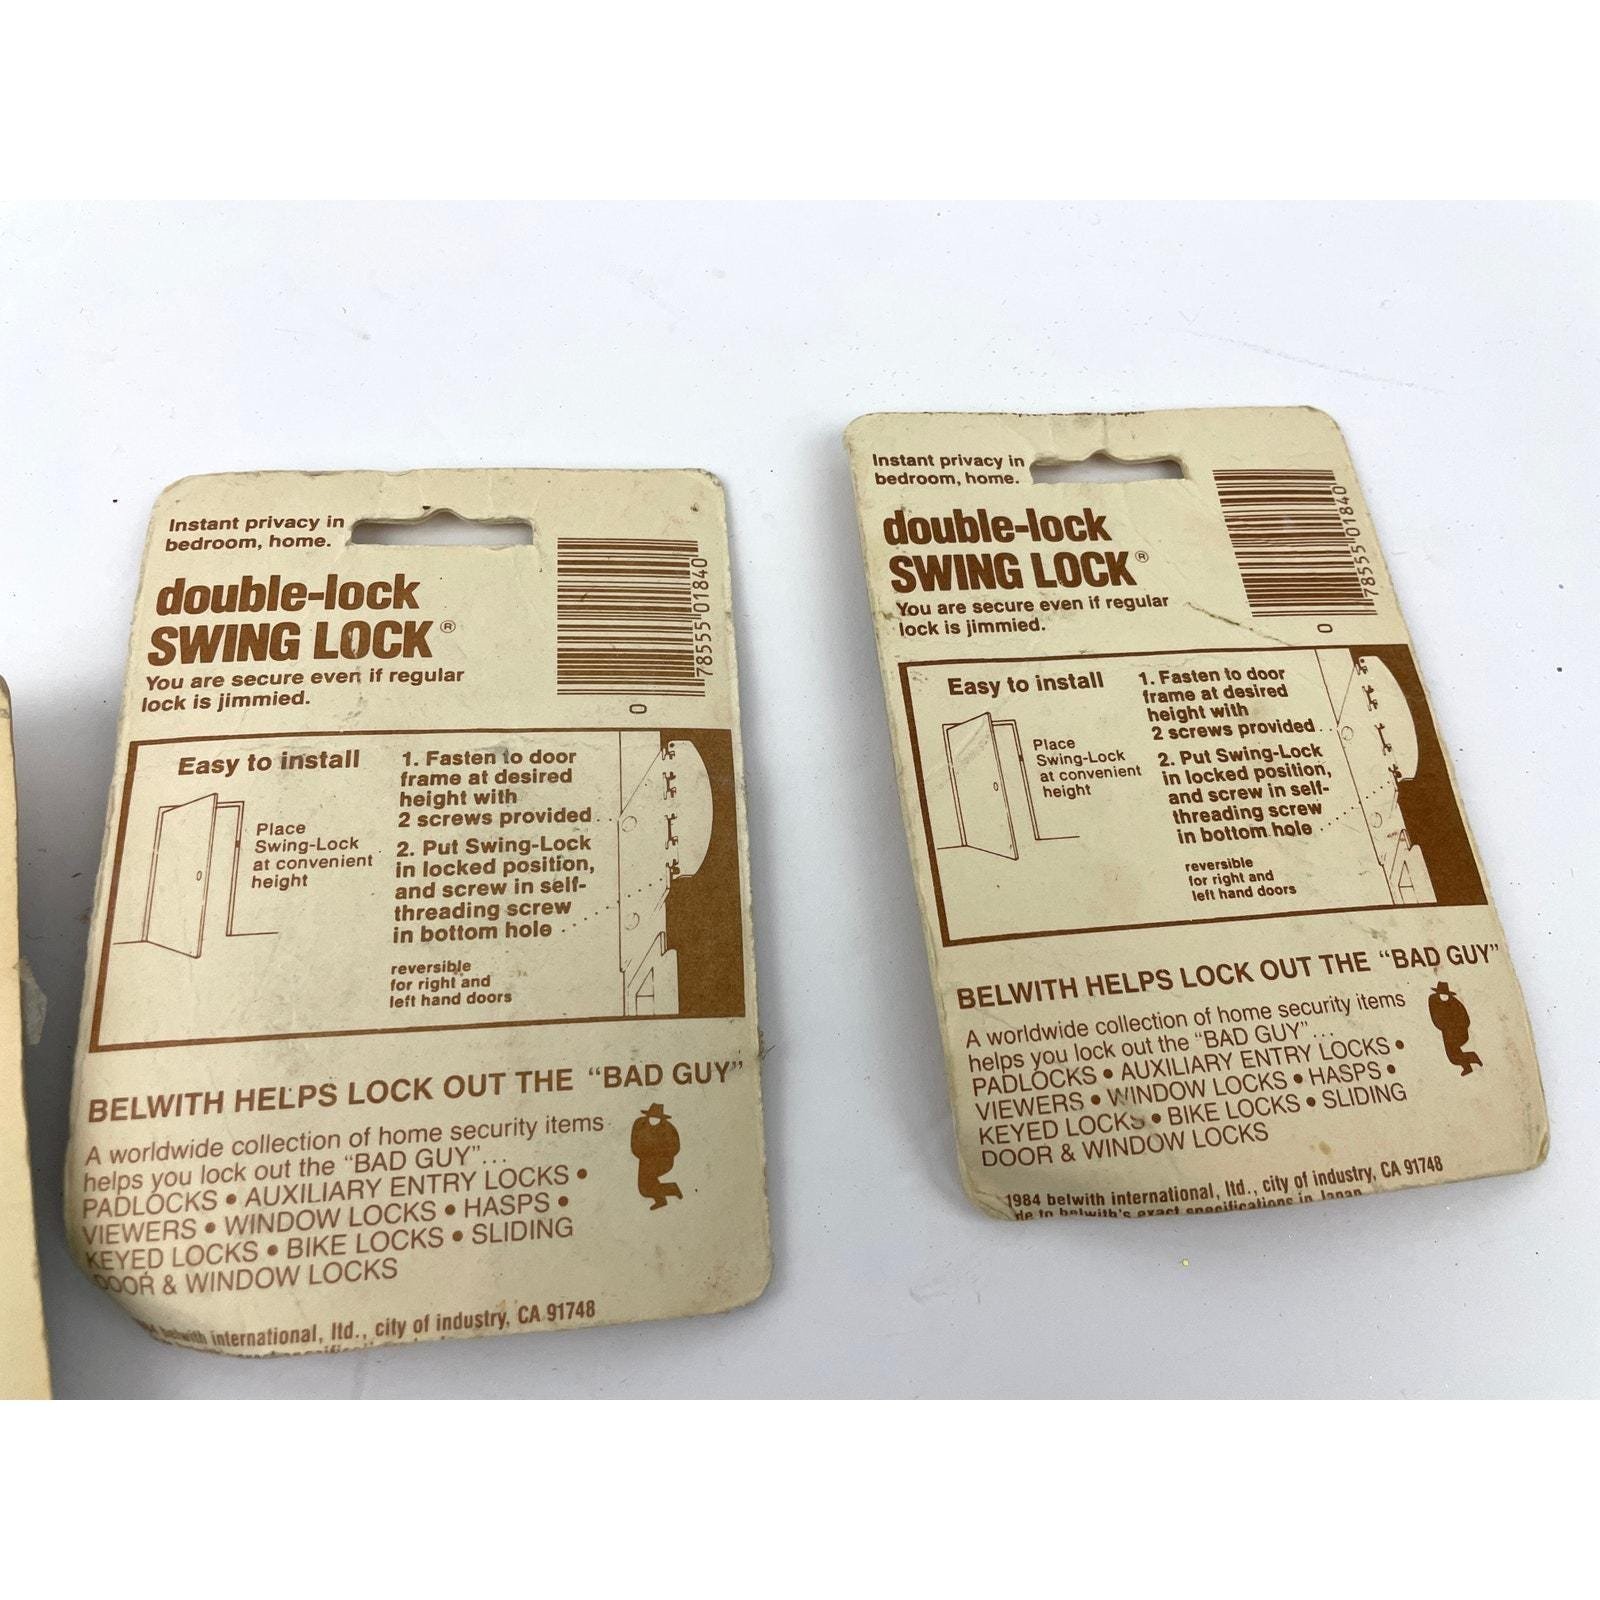 Instant privacy in
bedroom, home.
double-lock
SWING LOCK®
You are secure even if regular
lock is jimmied.
78555 01840
0
Easy to install
Place
Swing-Lock
at convenient
height
1. Fasten to door
frame at desired
height with
2 screws provided..
2. Put Swing-Lock
in locked position,
and screw in self-
threading screw
in bottom hole
reversible
for right and
left hand doors
BELWITH HELPS LOCK OUT THE "BAD GUY"
A worldwide collection of home security items
helps you lock out the "BAD GUY"...
PADLOCKS • AUXILIARY ENTRY LOCKS •
VIEWERS • WINDOW LOCKS • HASPS •
KEYED LOCKS • BIKE LOCKS • SLIDING
DOOR & WINDOW LOCKS
belwith international, ltd., city of industry, CA 91748
in Japan
Instant privacy in
bedroom, home.
double-lock
SWING LOCK®
You are secure even if regular
lock is jimmied.
78555 01840
0
Easy to install
Place
Swing-Lock
at convenient
height
1. Fasten to door
frame at desired
height with
2 screws provided..
2. Put Swing-Lock
in locked position,
and screw in self-
threading screw
in bottom hole
reversible
for right and
left hand doors
BELWITH HELPS LOCK OUT THE "BAD GUY"
A worldwide collection of home security items
helps you lock out the "BAD GUY"...
PADLOCKS • AUXILIARY ENTRY LOCKS •
VIEWERS • WINDOW LOCKS • HASPS •
KEYED LOCKS • BIKE LOCKS • SLIDING
DOOR & WINDOW LOCKS
1984 belwith international, ltd., city of industry, CA 91748
de to belwith's exact specifications in Japan